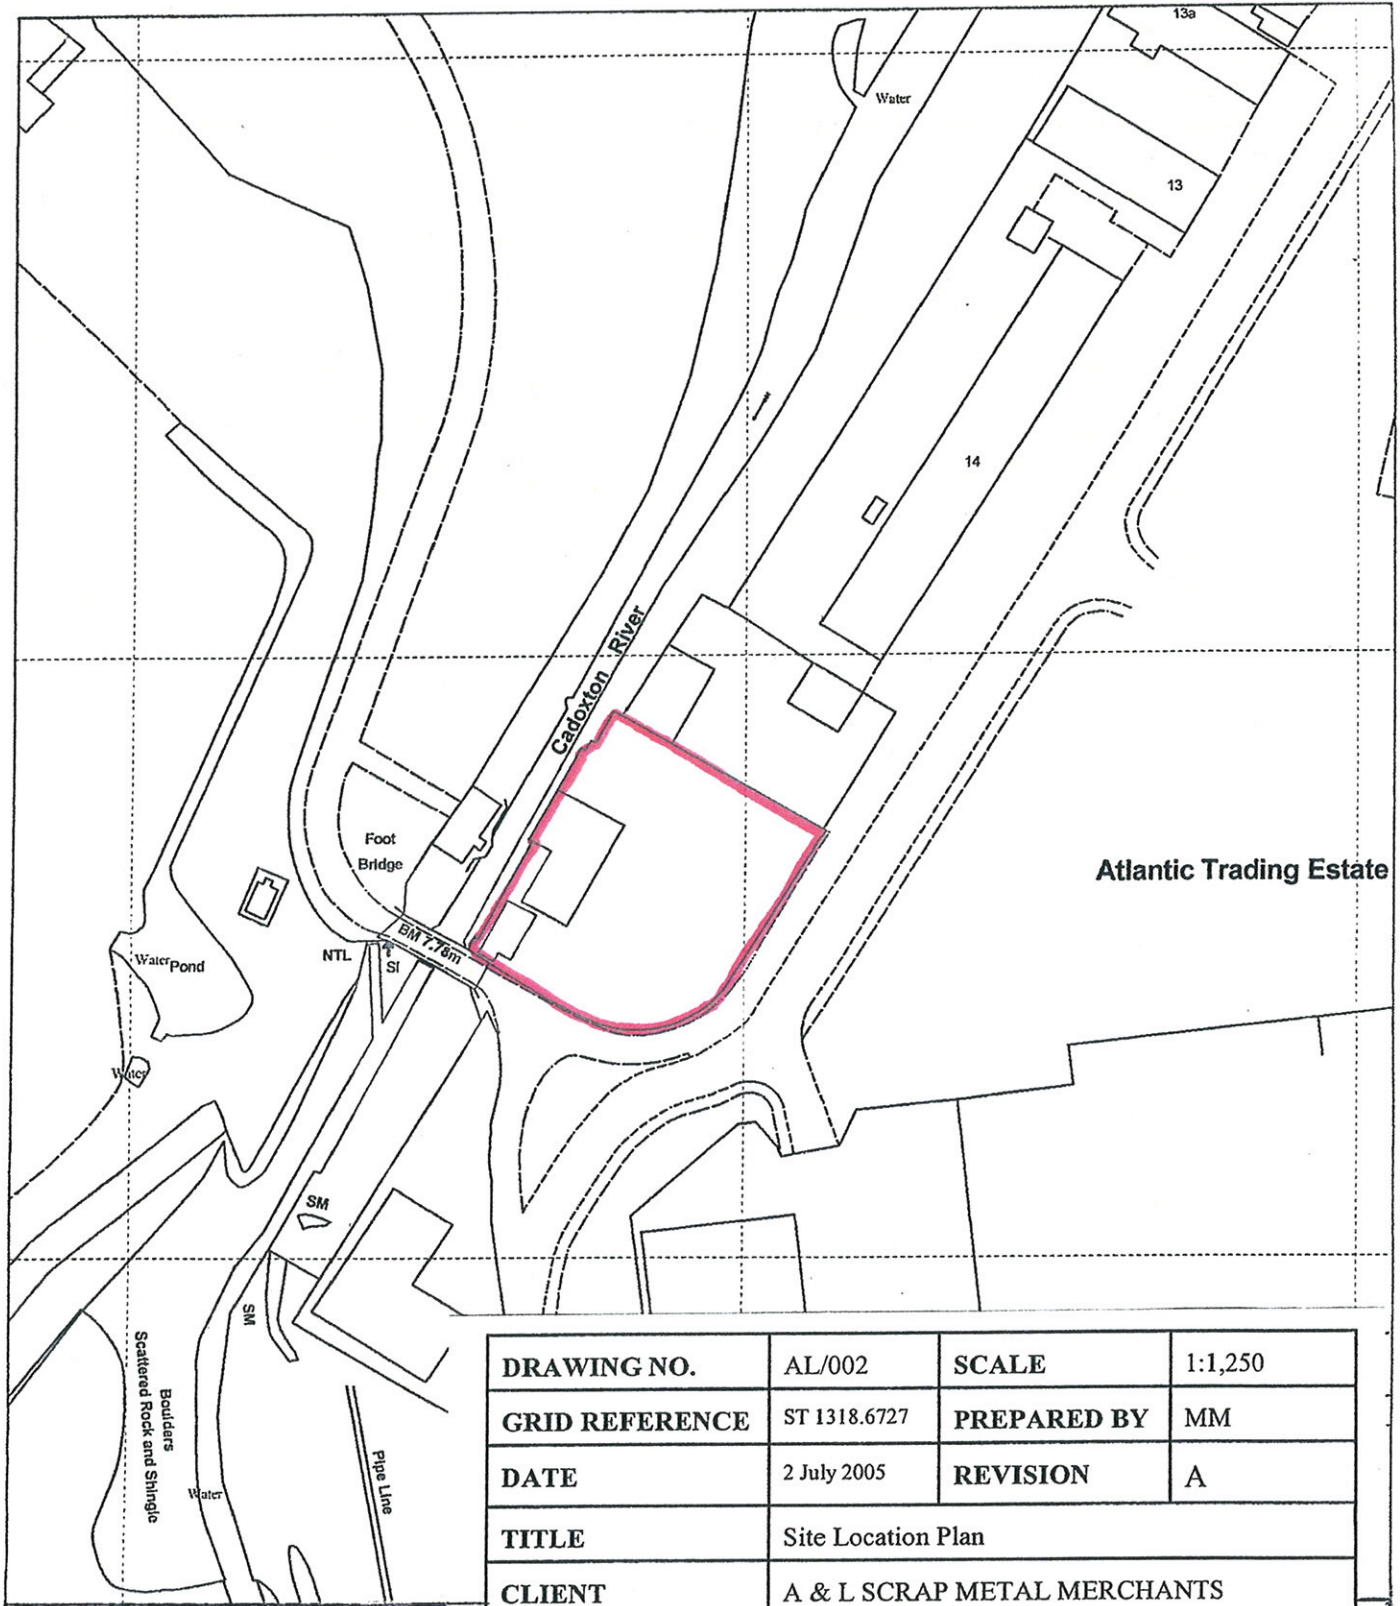 13a
Water
13
14
Cadoxton River
Foot
Bridge
Atlantic Trading Estate
BM 7.78m
NTL
Sl
Water Pond
Water
SM
SM
Boulders
Scattered Rock and Shingle
Water
Pipe Line
DRAWING NO. AL/002 SCALE 1:1,250
GRID REFERENCE ST 1318.6727 PREPARED BY MM
DATE 2 July 2005 REVISION A
TITLE Site Location Plan
CLIENT A & L SCRAP METAL MERCHANTS